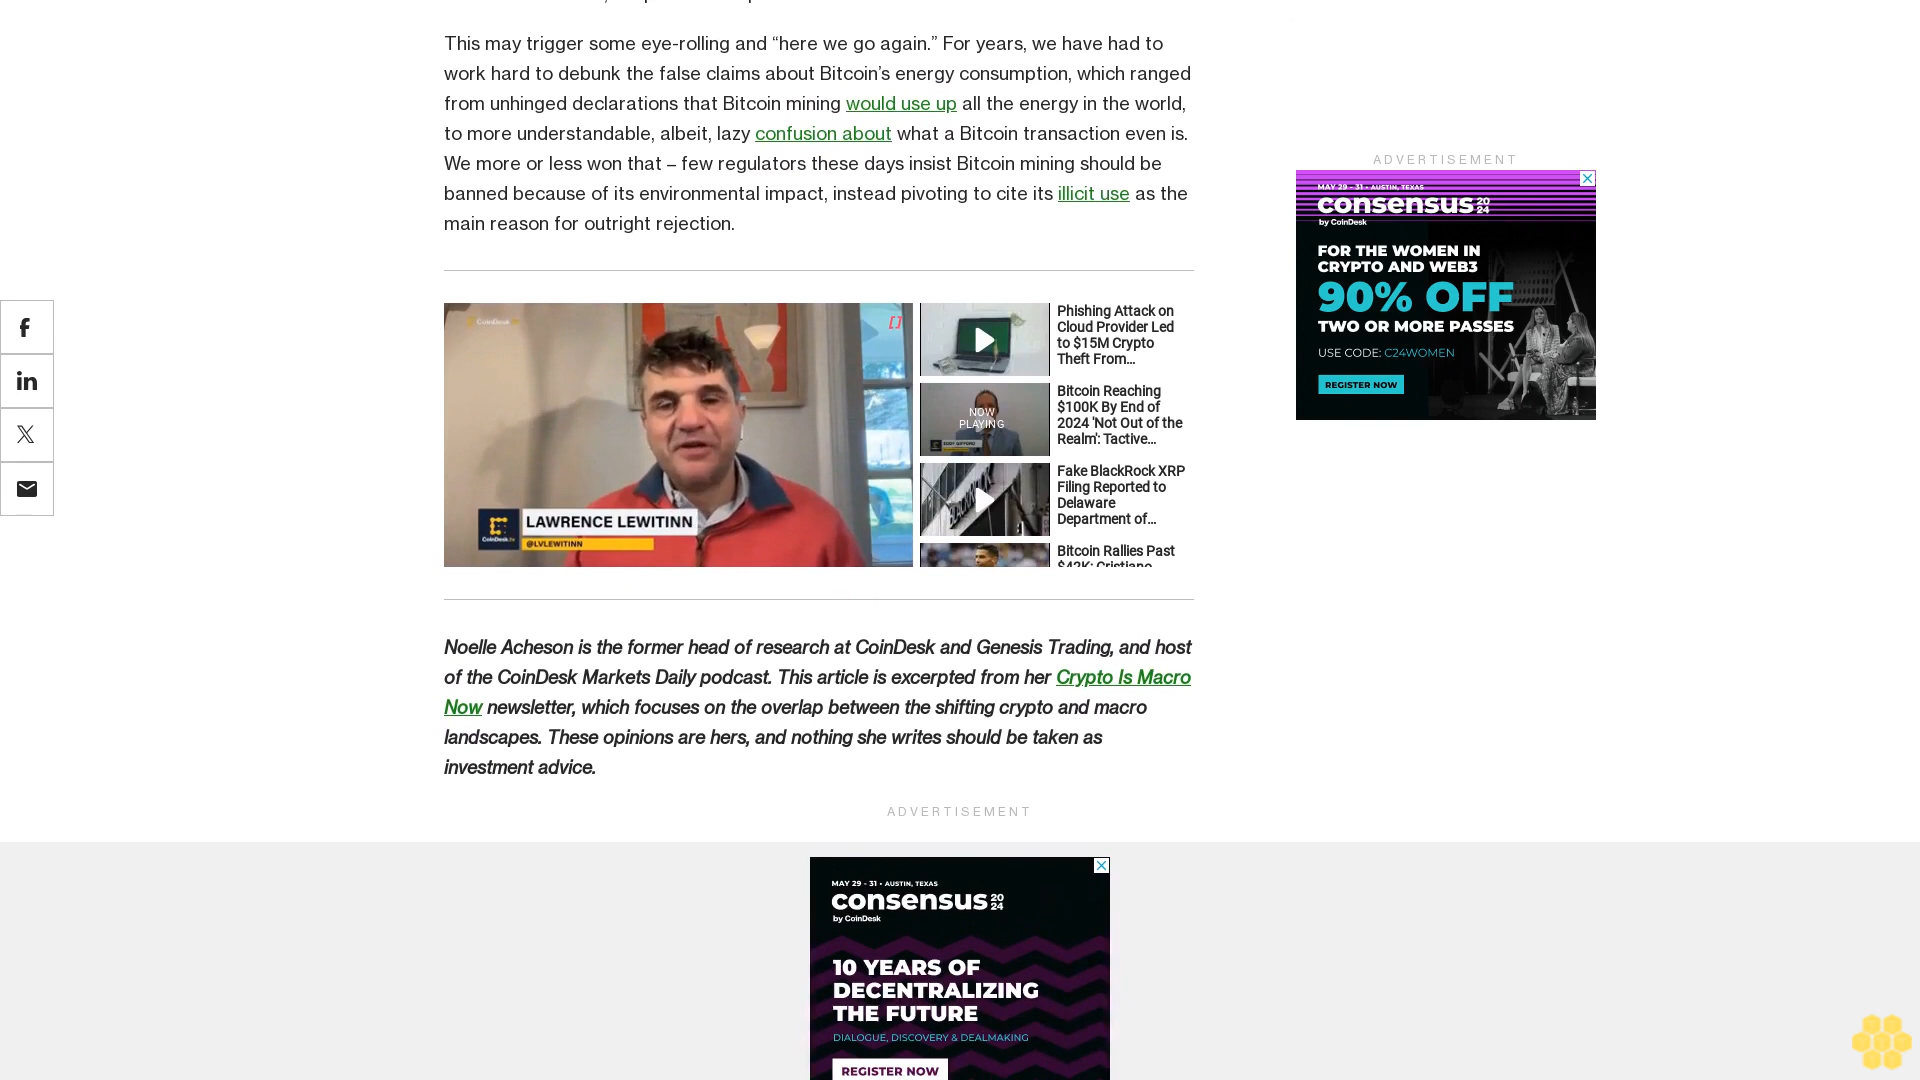 This may trigger some eye-rolling and “here we go again.” For years, we have had to
work hard to debunk the false claims about Bitcoin’s energy consumption, which ranged
from unhinged declarations that Bitcoin mining would use up all the energy in the world,
to more understandable, albeit, lazy confusion about what a Bitcoin transaction even is.
We more or less won that – few regulators these days insist Bitcoin mining should be
banned because of its environmental impact, instead pivoting to cite its illicit use as the
main reason for outright rejection.
CoinDesk
LAWRENCE LEWITINN
CoinDesk.tv
@LVLEWITINN
Phishing Attack on
Cloud Provider Led
to $15M Crypto
Theft From...
NOW
PLAYING
Bitcoin Reaching
$100K By End of
2024 'Not Out of the
Realm': Tactive...
Fake BlackRock XRP
Filing Reported to
Delaware
Department of...
Bitcoin Rallies Past
$42K; Cristiano
Noelle Acheson is the former head of research at CoinDesk and Genesis Trading, and host
of the CoinDesk Markets Daily podcast. This article is excerpted from her Crypto Is Macro
Now newsletter, which focuses on the overlap between the shifting crypto and macro
landscapes. These opinions are hers, and nothing she writes should be taken as
investment advice.
ADVERTISEMENT
MAY 29 - 31 • AUSTIN, TEXAS
consensus 2024
by CoinDesk
FOR THE WOMEN IN
CRYPTO AND WEB3
90% OFF
TWO OR MORE PASSES
USE CODE: C24WOMEN
REGISTER NOW
ADVERTISEMENT
MAY 29 - 31 • AUSTIN, TEXAS
consensus 2024
by CoinDesk
10 YEARS OF
DECENTRALIZING
THE FUTURE
DIALOGUE, DISCOVERY & DEALMAKING
REGISTER NOW